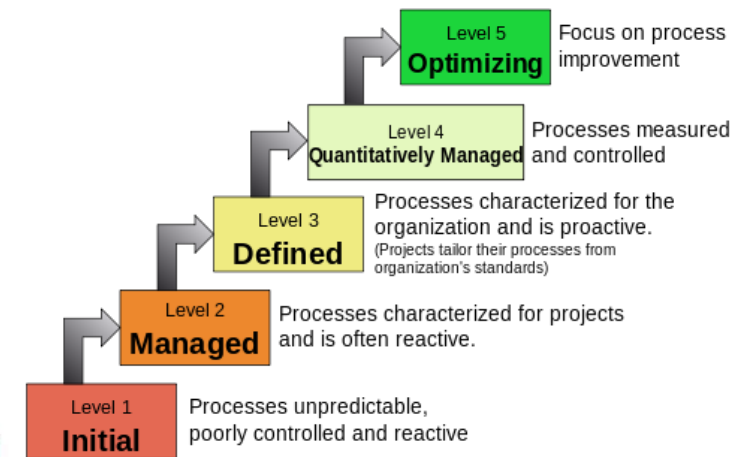 Level 5
Optimizing
Focus on process
improvement
Level 4
Quantitatively Managed
Processes measured
and controlled
Level 3
Defined
Processes characterized for the
organization and is proactive.
(Projects tailor their processes from
organization's standards)
Level 2
Managed
Processes characterized for projects
and is often reactive.
Level 1
Initial
Processes unpredictable,
poorly controlled and reactive